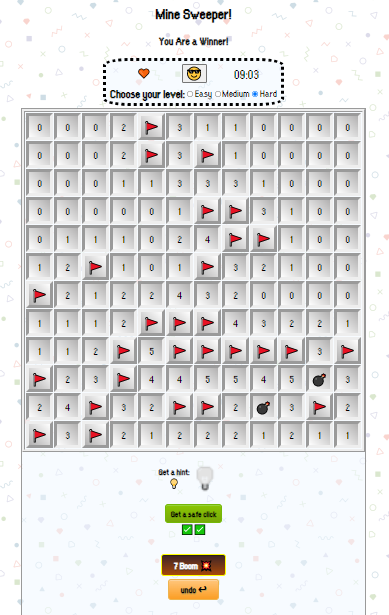 Mine Sweeper!
You Are a Winner!
09:03
Choose your level: Easy Medium Hard
0 0 0 2 3 1 1 0 0 0 0
0 0 0 2 3 1 0 0 0 0
0 0 0 1 1 3 3 3 1 0 0 0
0 0 0 0 0 1 3 1 0 0
0 1 1 1 0 2 4 1 0 0
1 2 1 0 1 3 2 0 0 0
2 1 2 2 4 3 2 0 0 0 0
1 1 1 2 4 3 2 2 1
1 1 2 5 3
2 3 4 4 5 5 4 5 3
2 4 3 2 2 3 2
3 2 1 2 2 2 1 2 1 1
Get a hint:
Get a safe click
7 Boom
undo